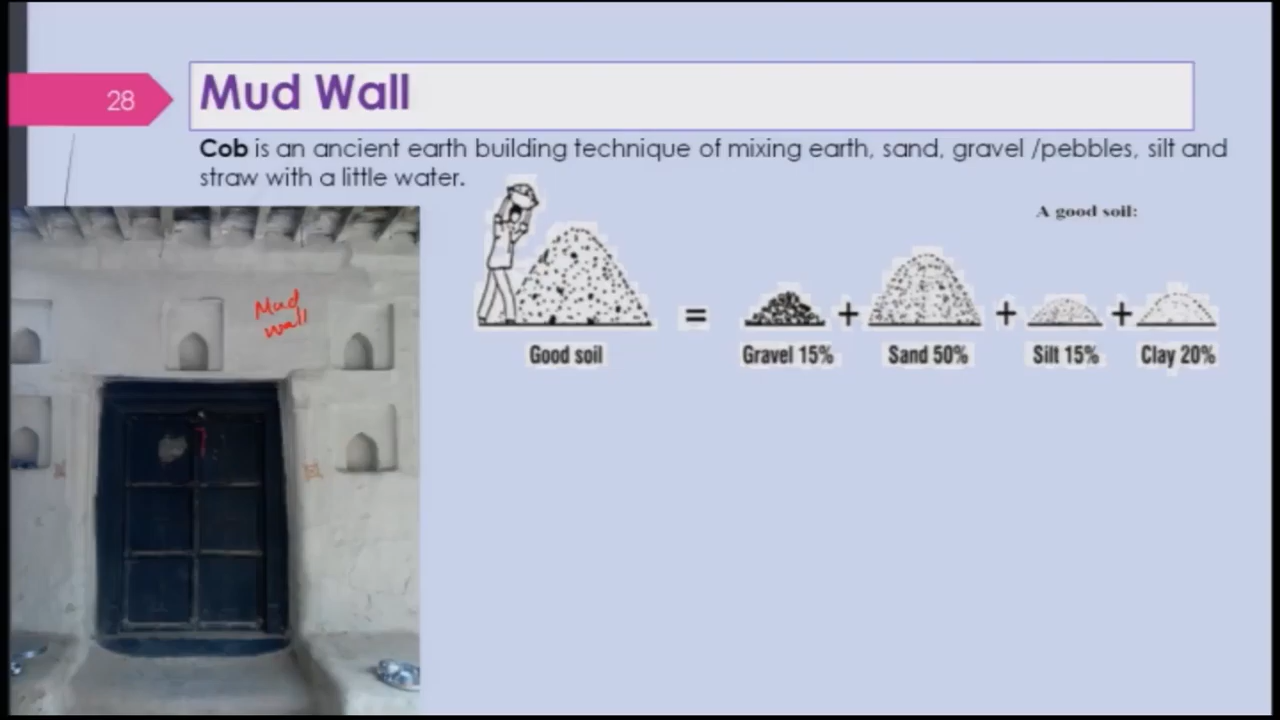 28
Mud Wall
Cob is an ancient earth building technique of mixing earth, sand, gravel /pebbles, silt and
straw with a little water.
A good soil:
Mud
wall
= + + +
Good soil Gravel 15% Sand 50% Silt 15% Clay 20%